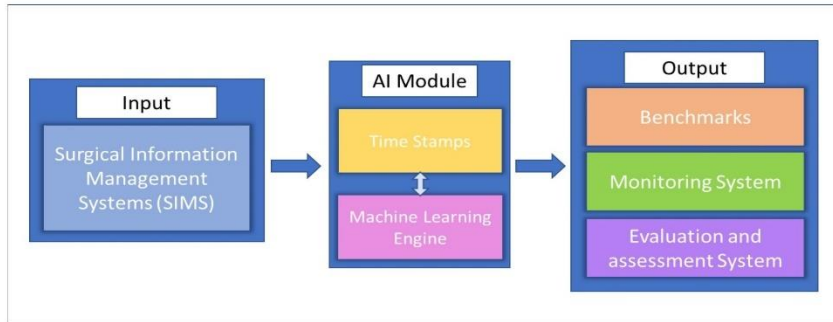 Input
Surgical Information
Management
Systems (SIMS)
AI Module
Time Stamps
Machine Learning
Engine
Output
Benchmarks
Monitoring System
Evaluation and
assessment System